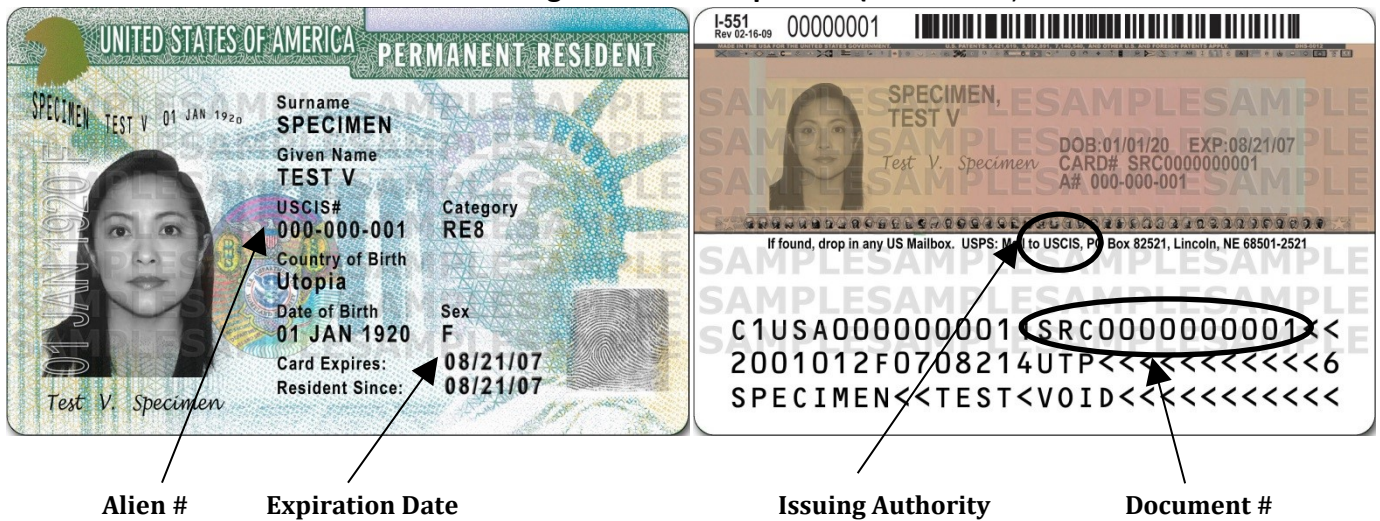 UNITED STATES OF AMERICA
PERMANENT RESIDENT
SPECIMEN TEST V 01 JAN 1920
Surname
SPECIMEN
Given Name
TEST V
USCIS# Category
000-000-001 RE8
Country of Birth
Utopia
Date of Birth Sex
01 JAN 1920 F
Card Expires: 08/21/07
Resident Since: 08/21/07
01 JAN 1920 F
Test V. Specimen
I-551 00000001
Rev 02-16-09
SPECIMEN,
TEST V
Test V. Specimen
DOB:01/01/20 EXP:08/21/07
CARD# SRC0000000001
A# 000-000-001
If found, drop in any US Mailbox. USPS: Mail to USCIS, PO Box 82521, Lincoln, NE 68501-2521
SRC0000000001<<
2001012F0708214UTP<<<<<<<<<<<6
SPECIMEN<<TEST<VOID<<<<<<<<<<<
Alien # Expiration Date Issuing Authority Document #